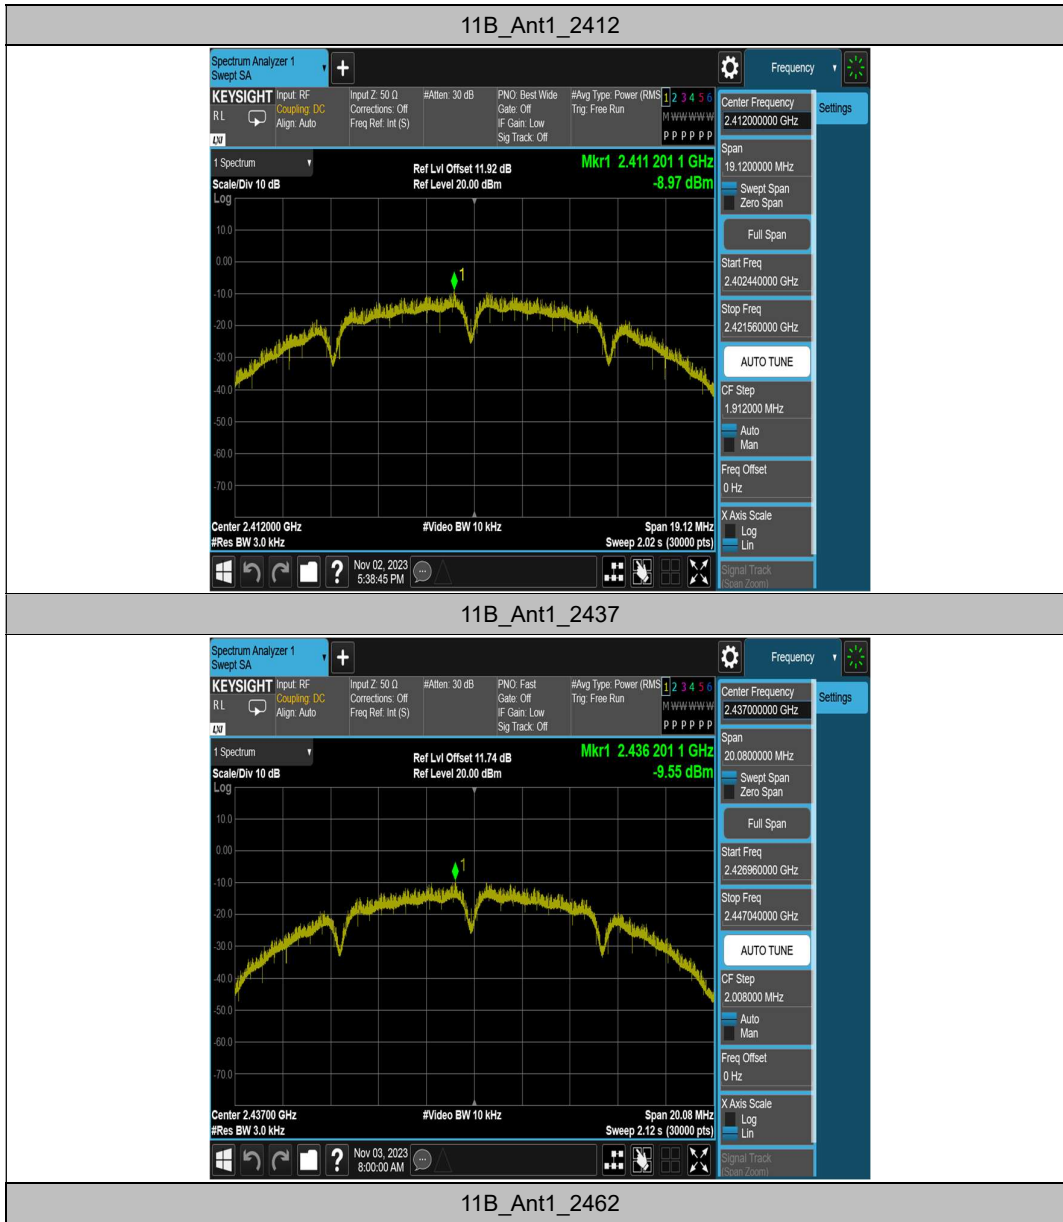 11B_Ant1_2412
Spectrum Analyzer 1
Swept SA
+
Frequency
KEYSIGHT
RL
LXI
Input: RF
Coupling: DC
Align: Auto
Input Z: 50 Ω
Corrections: Off
Freq Ref: Int (S)
#Atten: 30 dB
PNO: Best Wide
Gate: Off
IF Gain: Low
Sig Track: Off
#Avg Type: Power (RMS
Trig: Free Run
1 2 3 4 5 6
M W W W W W
P P P P P P
1 Spectrum
Scale/Div 10 dB
Ref Lvl Offset 11.92 dB
Ref Level 20.00 dBm
Mkr1 2.411 201 1 GHz
-8.97 dBm
Log
10.0
0.00
-10.0
-20.0
-30.0
-40.0
-50.0
-60.0
-70.0
1
Center 2.412000 GHz
#Res BW 3.0 kHz
#Video BW 10 kHz
Span 19.12 MHz
Sweep 2.02 s (30000 pts)
Center Frequency
2.412000000 GHz
Settings
Span
19.1200000 MHz
Swept Span
Zero Span
Full Span
Start Freq
2.402440000 GHz
Stop Freq
2.421560000 GHz
AUTO TUNE
CF Step
1.912000 MHz
Auto
Man
Freq Offset
0 Hz
X Axis Scale
Log
Lin
Signal Track
(Span Zoom)
?
Nov 02, 2023
5:38:45 PM
11B_Ant1_2437
Spectrum Analyzer 1
Swept SA
+
Frequency
KEYSIGHT
RL
LXI
Input: RF
Coupling: DC
Align: Auto
Input Z: 50 Ω
Corrections: Off
Freq Ref: Int (S)
#Atten: 30 dB
PNO: Fast
Gate: Off
IF Gain: Low
Sig Track: Off
#Avg Type: Power (RMS
Trig: Free Run
1 2 3 4 5 6
M W W W W W
P P P P P P
1 Spectrum
Scale/Div 10 dB
Ref Lvl Offset 11.74 dB
Ref Level 20.00 dBm
Mkr1 2.436 201 1 GHz
-9.55 dBm
Log
10.0
0.00
-10.0
-20.0
-30.0
-40.0
-50.0
-60.0
-70.0
1
Center 2.43700 GHz
#Res BW 3.0 kHz
#Video BW 10 kHz
Span 20.08 MHz
Sweep 2.12 s (30000 pts)
Center Frequency
2.437000000 GHz
Settings
Span
20.0800000 MHz
Swept Span
Zero Span
Full Span
Start Freq
2.426960000 GHz
Stop Freq
2.447040000 GHz
AUTO TUNE
CF Step
2.008000 MHz
Auto
Man
Freq Offset
0 Hz
X Axis Scale
Log
Lin
Signal Track
(Span Zoom)
?
Nov 03, 2023
8:00:00 AM
11B_Ant1_2462